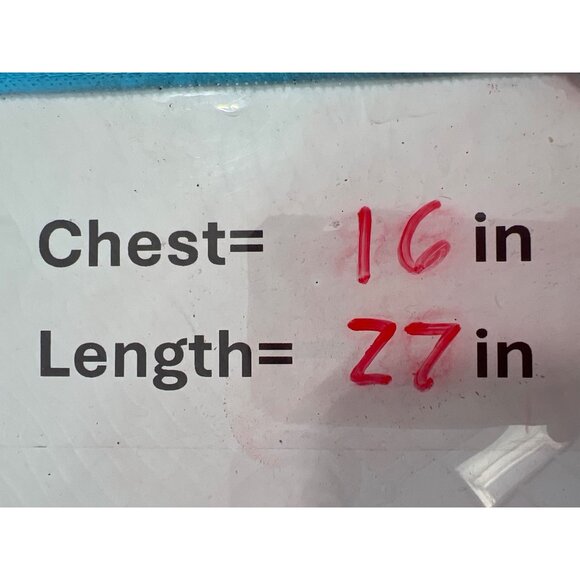 Chest= 16 in
Length= 27 in